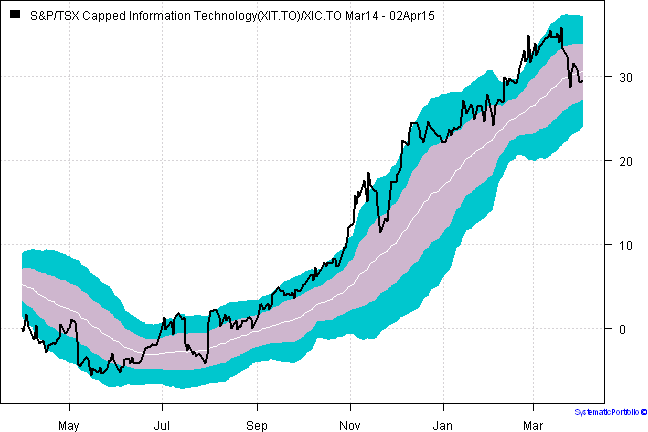 S&P/TSX Capped Information Technology(XIT.TO)/XIC.TO Mar14 - 02Apr15
30
20
10
0
May Jul Sep Nov Jan Mar
SystematicPortfolio ©